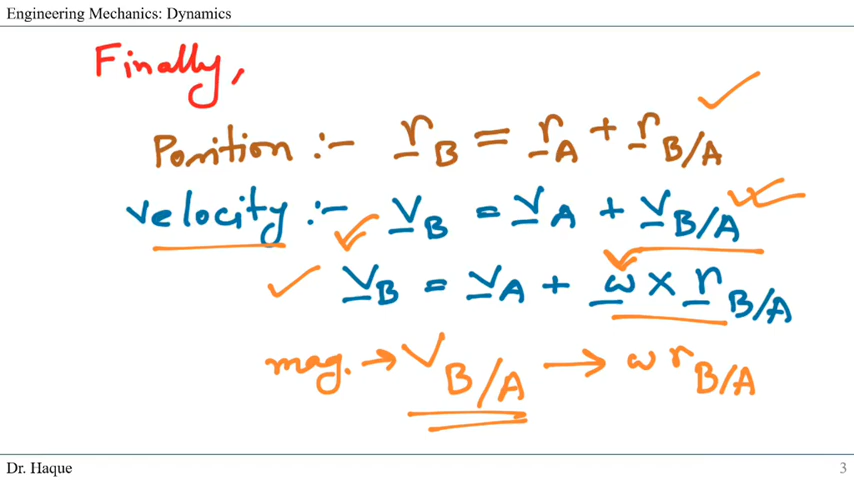 Engineering Mechanics: Dynamics
Finally,
Position :- r_B = r_A + r_B/A
velocity :- v_B = v_A + v_B/A
v_B = v_A + ω × r_B/A
mag. → v_B/A → ω r_B/A
Dr. Haque 3